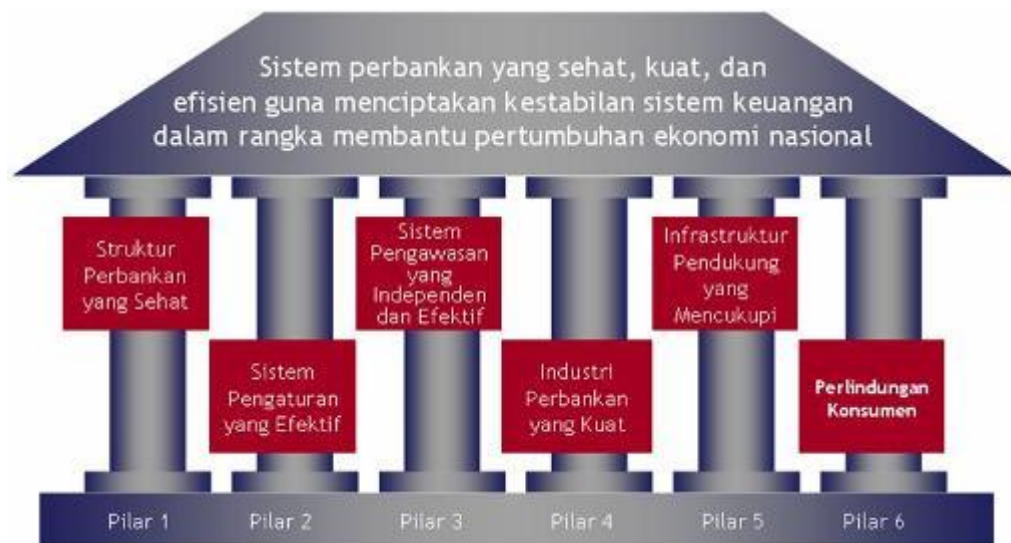 Sistem perbankan yang sehat, kuat, dan
efisien guna menciptakan kestabilan sistem keuangan
dalam rangka membantu pertumbuhan ekonomi nasional
Struktur
Perbankan
yang Sehat
Sistem
Pengaturan
yang Efektif
Sistem
Pengawasan
yang
Independen
dan Efektif
Industri
Perbankan
yang Kuat
Infrastruktur
Pendukung
yang
Mencukupi
Perlindungan
Konsumen
Pilar 1
Pilar 2
Pilar 3
Pilar 4
Pilar 5
Pilar 6